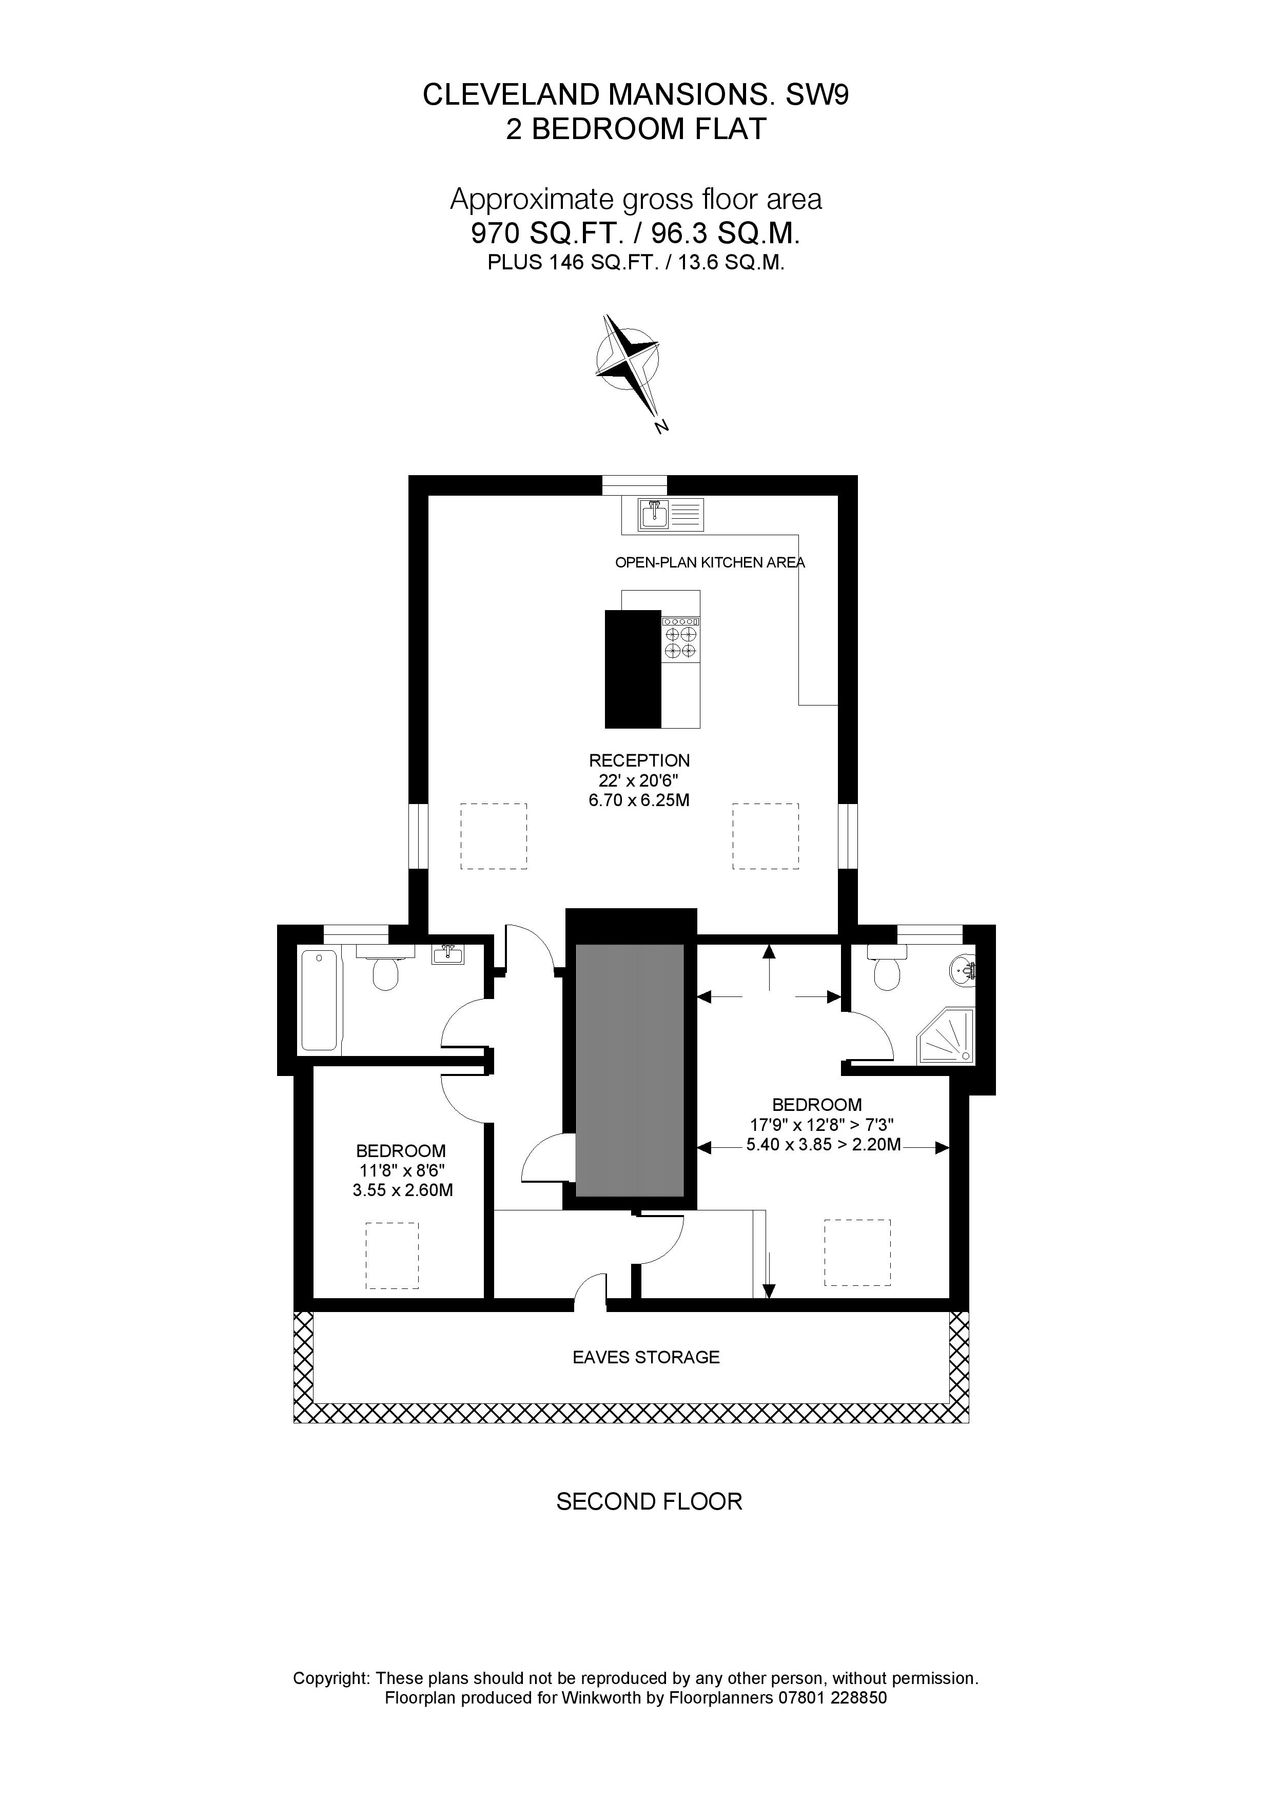 CLEVELAND MANSIONS. SW9
2 BEDROOM FLAT
Approximate gross floor area
970 SQ.FT. / 96.3 SQ.M.
PLUS 146 SQ.FT. / 13.6 SQ.M.
N
OPEN-PLAN KITCHEN AREA
RECEPTION
22' x 20'6"
6.70 x 6.25M
BEDROOM
17'9" x 12'8" > 7'3"
5.40 x 3.85 > 2.20M
BEDROOM
11'8" x 8'6"
3.55 x 2.60M
EAVES STORAGE
SECOND FLOOR
Copyright: These plans should not be reproduced by any other person, without permission.
Floorplan produced for Winkworth by Floorplanners 07801 228850